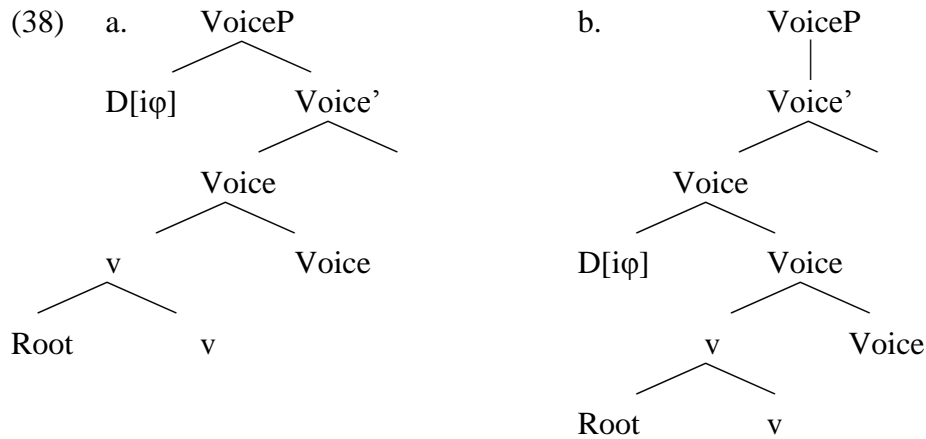 (38) a. VoiceP b. VoiceP
D[iφ] Voice’ Voice’
Voice Voice
v Voice D[iφ] Voice
Root v v Voice
Root v